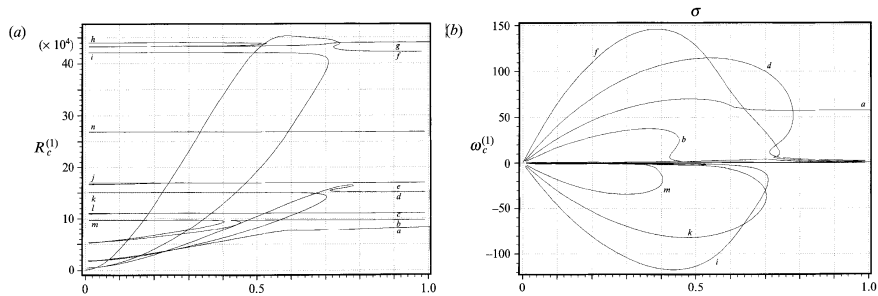 σ
(a)
(× 10⁴)
R_c^(1)
40
30
20
10
0
h
i
n
j
k
l
m
g
f
e
d
c
b
a
0
0.5
1.0
(b)
ω_c^(1)
150
100
50
0
−50
−100
f
d
a
b
m
k
i
0
0.5
1.0